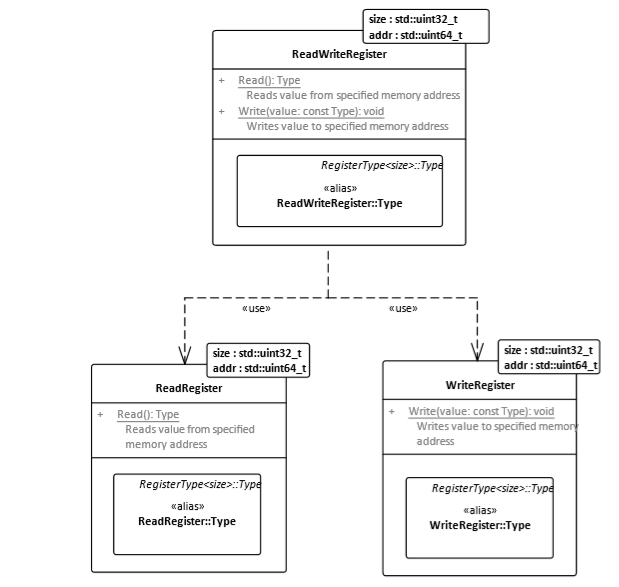 size : std::uint32_t
addr : std::uint64_t
ReadWriteRegister
+ Read(): Type
Reads value from specified memory address
+ Write(value: const Type): void
Writes value to specified memory address
RegisterType<size>::Type
«alias»
ReadWriteRegister::Type
«use»
«use»
size : std::uint32_t
addr : std::uint64_t
ReadRegister
+ Read(): Type
Reads value from specified
memory address
RegisterType<size>::Type
«alias»
ReadRegister::Type
size : std::uint32_t
addr : std::uint64_t
WriteRegister
+ Write(value: const Type): void
Writes value to specified memory
address
RegisterType<size>::Type
«alias»
WriteRegister::Type